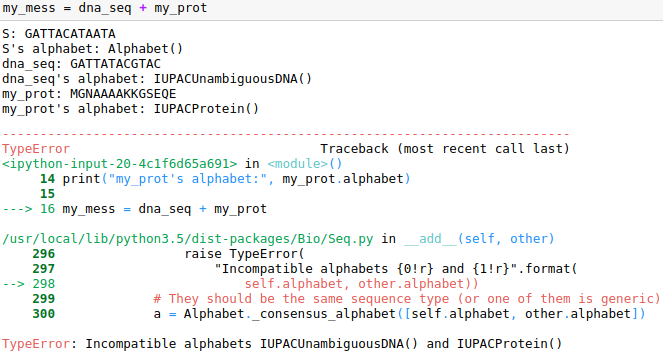 my_mess = dna_seq + my_prot
S: GATTACATAATA
S's alphabet: Alphabet()
dna_seq: GATTATACGTAC
dna_seq's alphabet: IUPACUnambiguousDNA()
my_prot: MGNAAAAKKGSEQE
my_prot's alphabet: IUPACProtein()
---------------------------------------------------------------------------
TypeError                                 Traceback (most recent call last)
<ipython-input-20-4c1f6d65a691> in <module>()
     14 print("my_prot's alphabet:", my_prot.alphabet)
     15
---> 16 my_mess = dna_seq + my_prot
/usr/local/lib/python3.5/dist-packages/Bio/Seq.py in __add__(self, other)
    296                 raise TypeError(
    297                     "Incompatible alphabets {0!r} and {1!r}".format(
--> 298                         self.alphabet, other.alphabet))
    299             # They should be the same sequence type (or one of them is generic)
    300             a = Alphabet._consensus_alphabet([self.alphabet, other.alphabet])
TypeError: Incompatible alphabets IUPACUnambiguousDNA() and IUPACProtein()